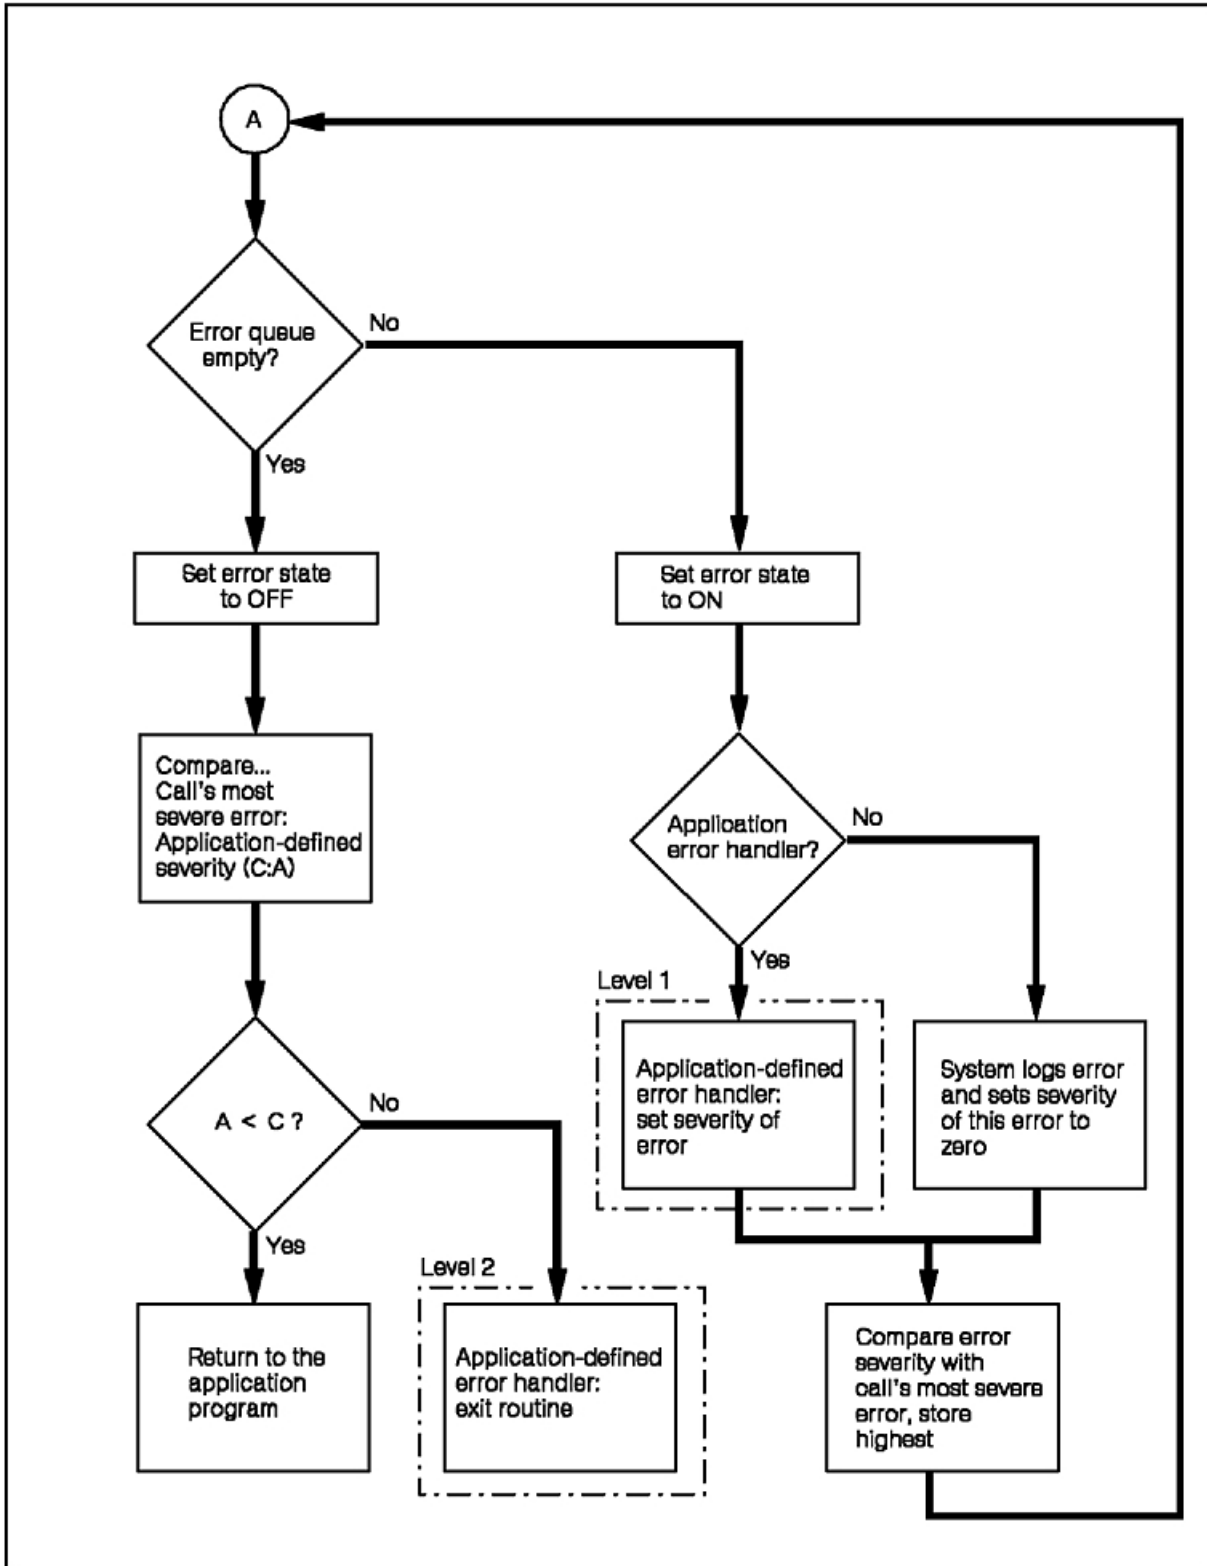 A
Error queue
empty?
No
Yes
Set error state
to OFF
Set error state
to ON
Compare...
Call's most
severe error:
Application-defined
severity (C:A)
Application
error handler?
No
Yes
Level 1
Application-defined
error handler:
set severity of
error
System logs error
and sets severity
of this error to
zero
A < C ?
No
Yes
Level 2
Return to the
application
program
Application-defined
error handler:
exit routine
Compare error
severity with
call's most severe
error, store
highest